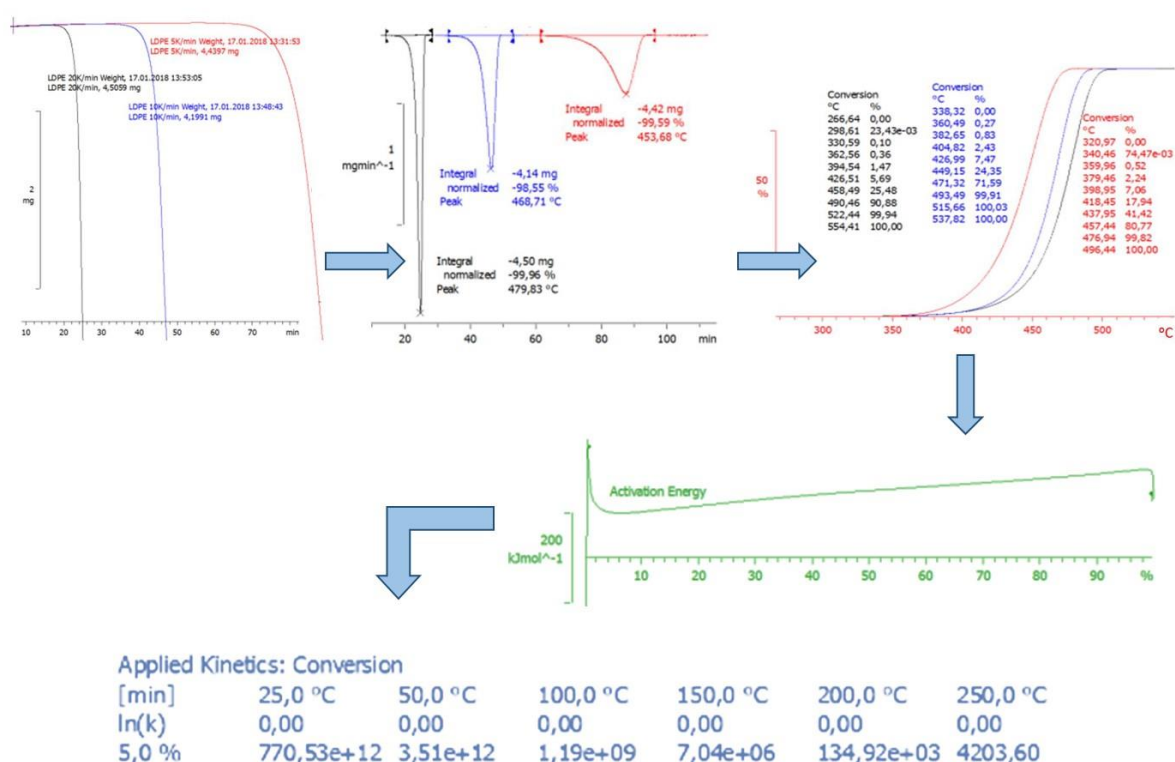 LDPE 5K/min Weight, 17.01.2018 13:31:53
LDPE 5K/min, 4,4397 mg
LDPE 20K/min Weight, 17.01.2018 13:53:05
LDPE 20K/min, 4,5059 mg
LDPE 10K/min Weight, 17.01.2018 13:48:43
LDPE 10K/min, 4,1991 mg
2
mg
10 20 30 40 50 60 70 min
1
mgmin^-1
Integral -4,42 mg
normalized -99,59 %
Peak 453,68 °C
Integral -4,14 mg
normalized -98,55 %
Peak 468,71 °C
Integral -4,50 mg
normalized -99,96 %
Peak 479,83 °C
20 40 60 80 100 min
50
%
Conversion
°C %
266,64 0,00
298,61 23,43e-03
330,59 0,10
362,56 0,36
394,54 1,47
426,51 5,69
458,49 25,48
490,46 90,88
522,44 99,94
554,41 100,00
Conversion
°C %
338,32 0,00
360,49 0,27
382,65 0,83
404,82 2,43
426,99 7,47
449,15 24,35
471,32 71,59
493,49 99,91
515,66 100,03
537,82 100,00
Conversion
°C %
320,97 0,00
340,46 74,47e-03
359,96 0,52
379,46 2,24
398,95 7,06
418,45 17,94
437,95 41,42
457,44 80,77
476,94 99,82
496,44 100,00
300 350 400 450 500 °C
Activation Energy
200
kJmol^-1
10 20 30 40 50 60 70 80 90 %
Applied Kinetics: Conversion
[min] 25,0 °C 50,0 °C 100,0 °C 150,0 °C 200,0 °C 250,0 °C
ln(k) 0,00 0,00 0,00 0,00 0,00 0,00
5,0 % 770,53e+12 3,51e+12 1,19e+09 7,04e+06 134,92e+03 4203,60